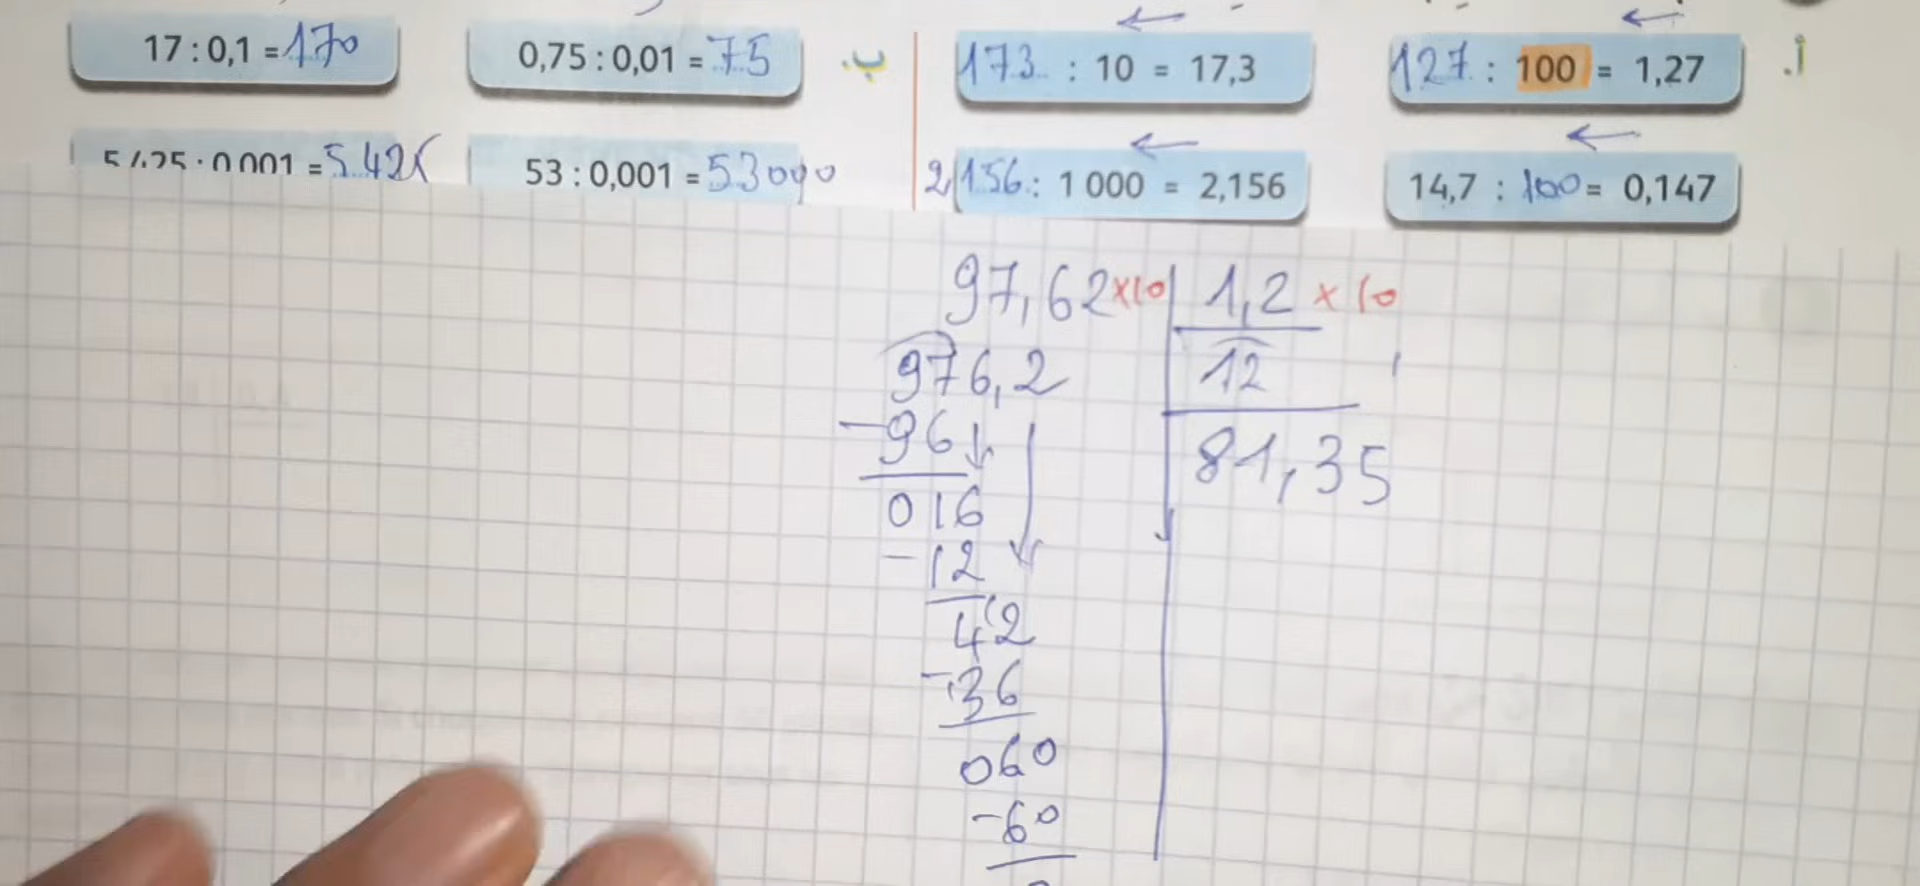 17 : 0,1 = 170
0,75 : 0,01 = 75
ب.
173 : 10 = 17,3
127 : 100 = 1,27
أ.
53 : 0,001 = 53000
2156 : 1 000 = 2,156
14,7 : 100 = 0,147
97,62 ×10 1,2 × 10
976,2 12
- 96 81,35
016
- 12
42
- 36
060
- 60